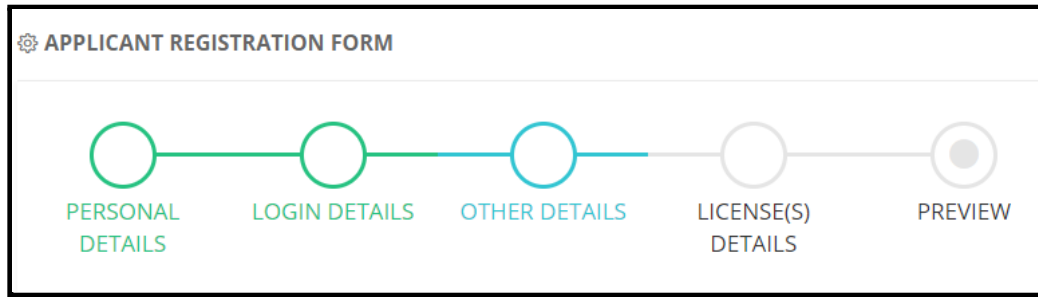 APPLICANT REGISTRATION FORM
PERSONAL DETAILS
LOGIN DETAILS
OTHER DETAILS
LICENSE(S) DETAILS
PREVIEW